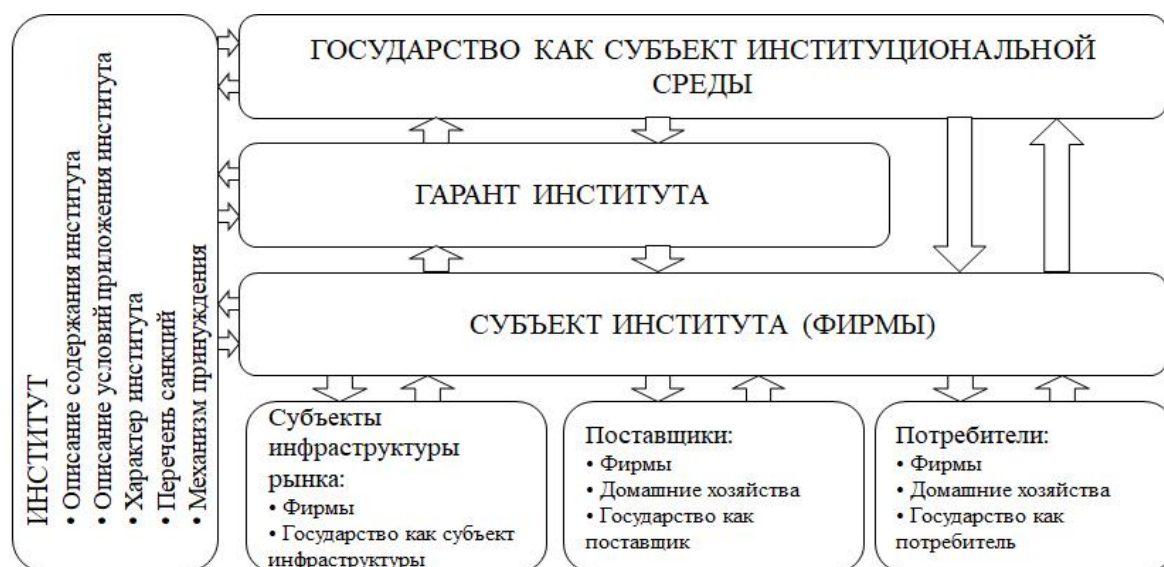 ИНСТИТУТ
• Описание содержания института
• Описание условий приложения института
• Характер института
• Перечень санкций
• Механизм принуждения
ГОСУДАРСТВО КАК СУБЪЕКТ ИНСТИТУЦИОНАЛЬНОЙ
СРЕДЫ
ГАРАНТ ИНСТИТУТА
СУБЪЕКТ ИНСТИТУТА (ФИРМЫ)
Субъекты
инфраструктуры
рынка:
• Фирмы
• Государство как субъект
инфраструктуры
Поставщики:
• Фирмы
• Домашние хозяйства
• Государство как
поставщик
Потребители:
• Фирмы
• Домашние хозяйства
• Государство как
потребитель